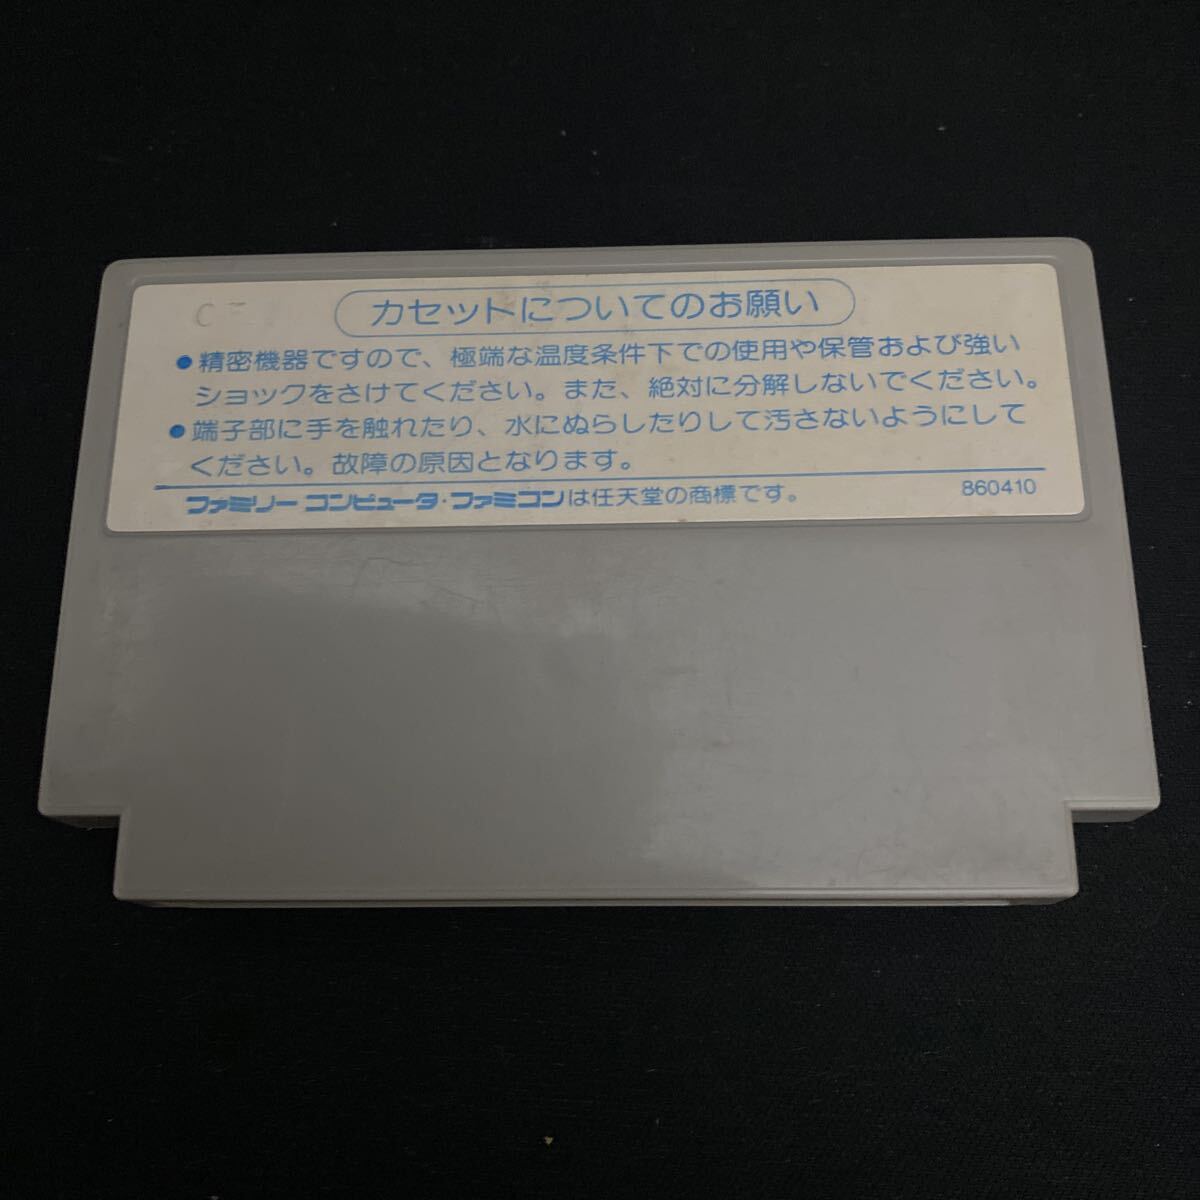 カセットについてのお願い
●精密機器ですので、極端な温度条件下での使用や保管および強い
ショックをさけてください。また、絶対に分解しないでください。
●端子部に手を触れたり、水にぬらしたりして汚さないようにして
ください。故障の原因となります。
ファミリーコンピュータ・ファミコンは任天堂の商標です。 860410